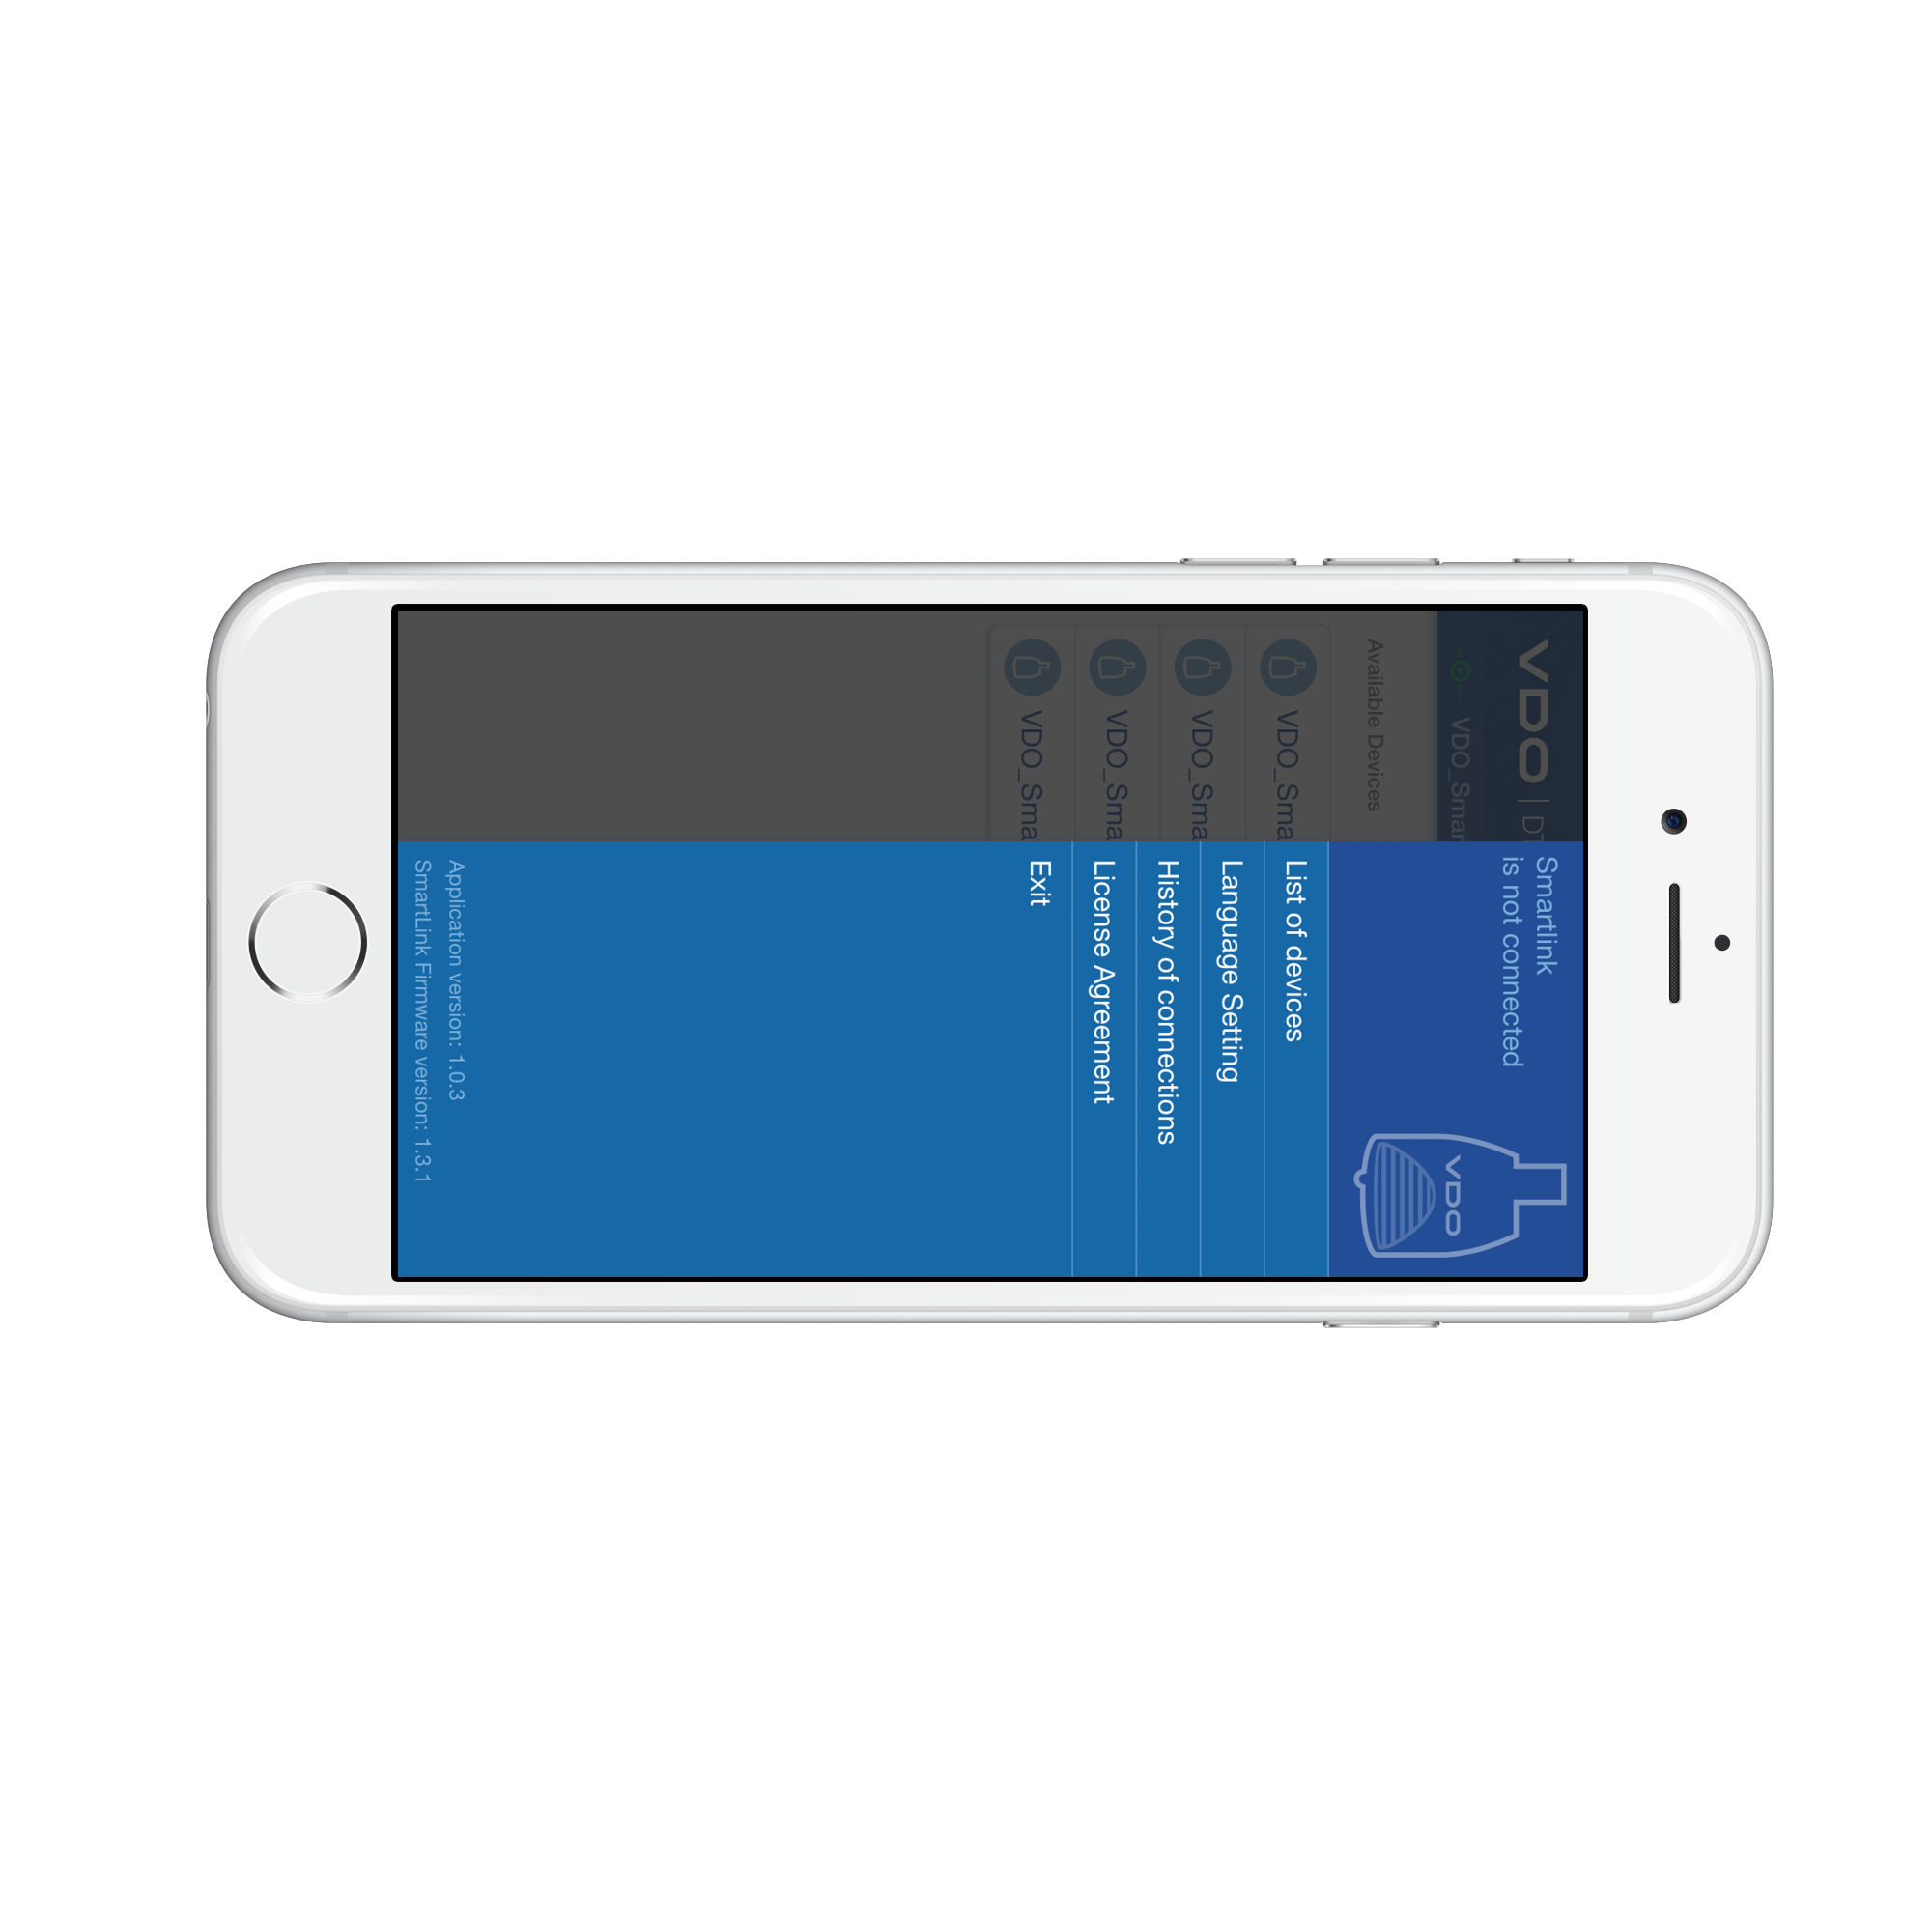 VDO | DT
VDO_Smar
Available Devices
VDO_Sma
VDO_Sma
VDO_Sma
VDO_Sma
Smartlink
is not connected
VDO
List of devices
Language Setting
History of connections
License Agreement
Exit
Application version: 1.0.3
SmartLink Firmware version: 1.3.1